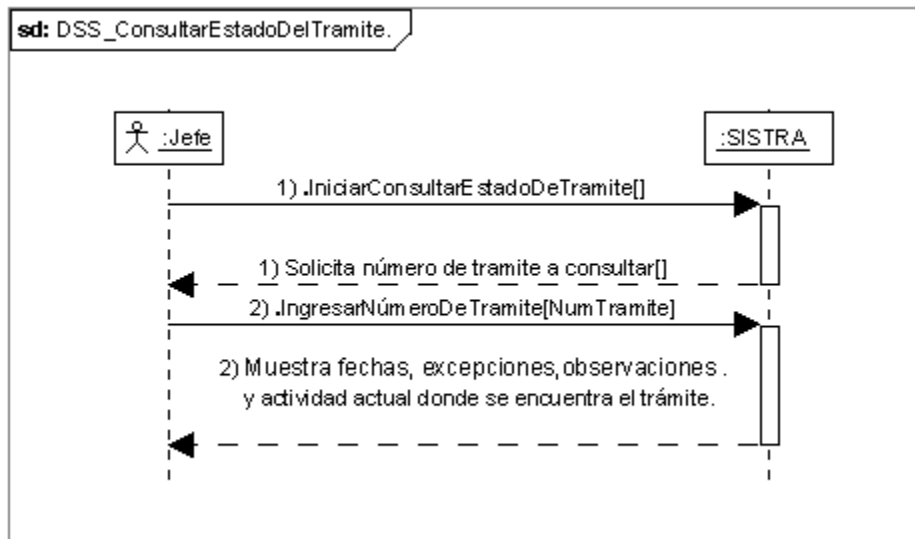 sd: DSS_ConsultarEstadoDelTramite.
:Jefe
:SISTRA
1) .IniciarConsultarEstadoDeTramite[]
1) Solicita número de tramite a consultar[]
2) .IngresarNúmeroDeTramite[NumTramite]
2) Muestra fechas, excepciones,observaciones .
y actividad actual donde se encuentra el trámite.